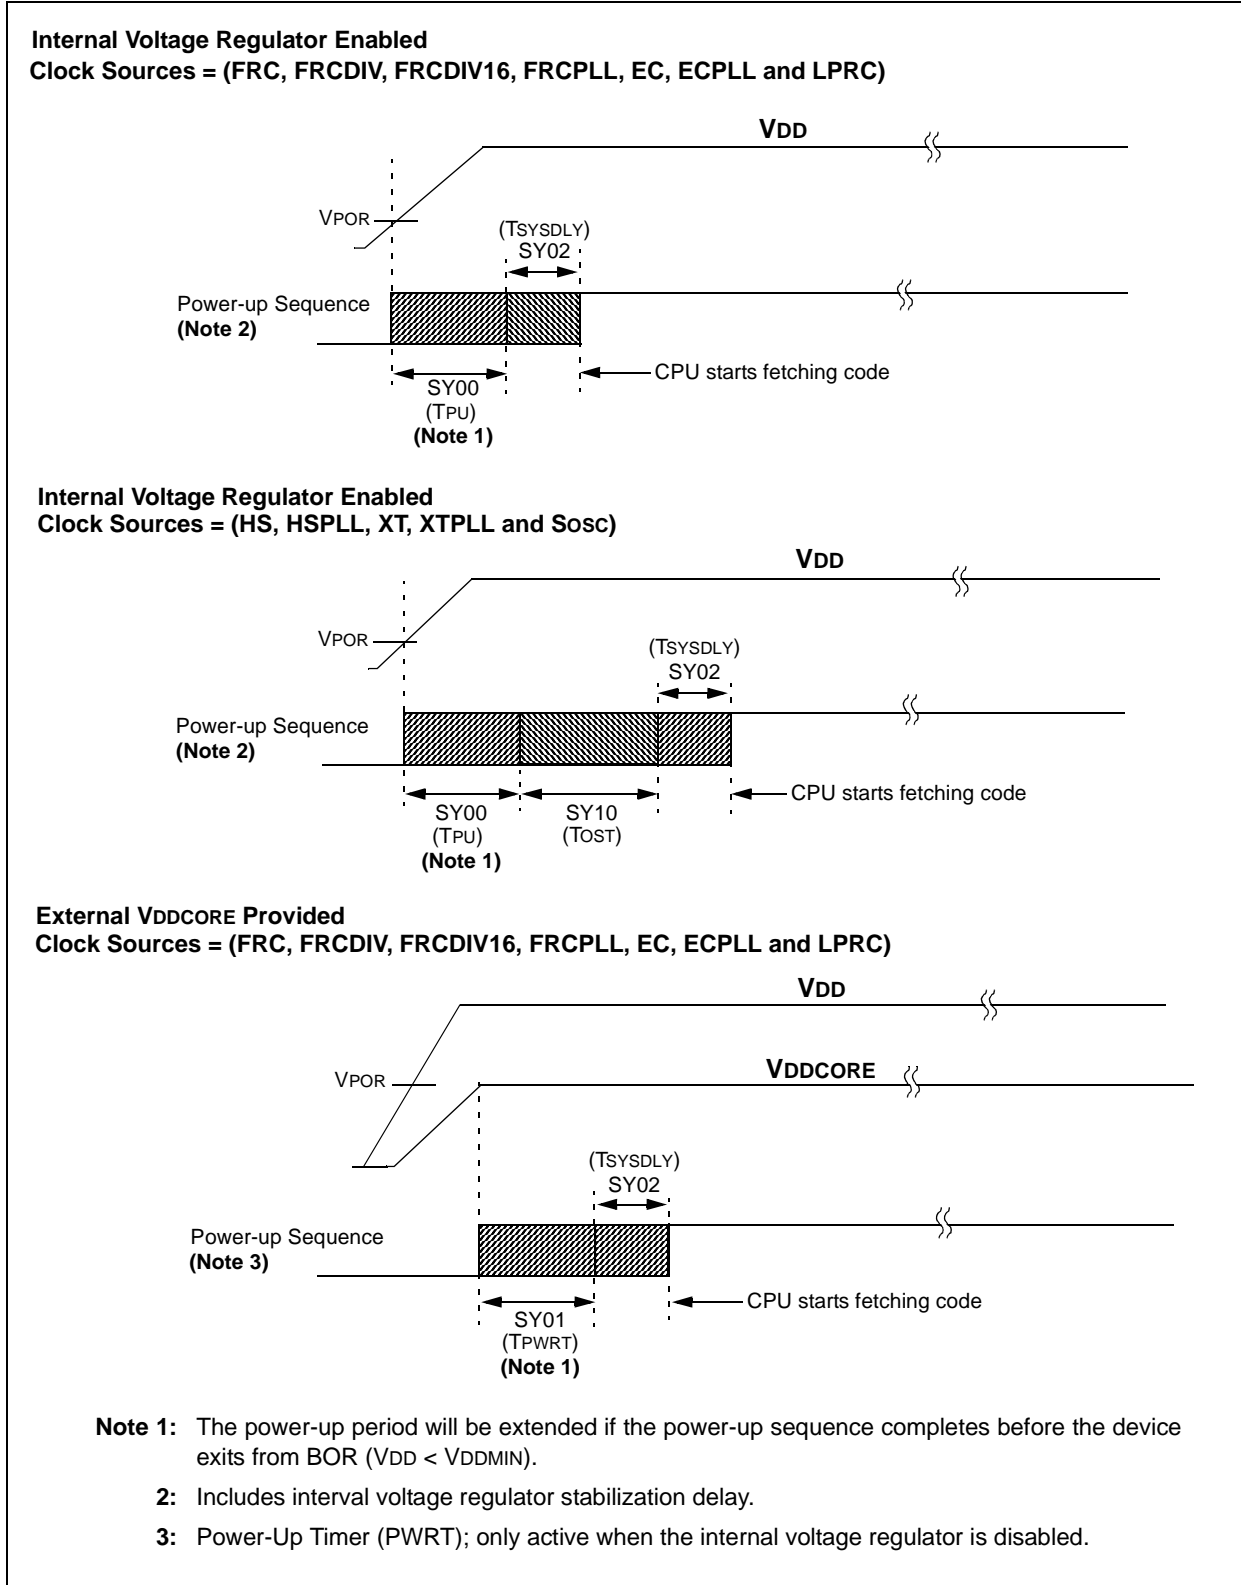 Internal Voltage Regulator Enabled
Clock Sources = (FRC, FRCDIV, FRCDIV16, FRCPLL, EC, ECPLL and LPRC)
VDD
VPOR
(TSYSDLY)
SY02
Power-up Sequence
(Note 2)
CPU starts fetching code
SY00
(TPU)
(Note 1)
Internal Voltage Regulator Enabled
Clock Sources = (HS, HSPLL, XT, XTPLL and SOSC)
VDD
VPOR
(TSYSDLY)
SY02
Power-up Sequence
(Note 2)
CPU starts fetching code
SY00
SY10
(TPU)
(TOST)
(Note 1)
External VDDCORE Provided
Clock Sources = (FRC, FRCDIV, FRCDIV16, FRCPLL, EC, ECPLL and LPRC)
VDD
VPOR
VDDCORE
(TSYSDLY)
SY02
Power-up Sequence
(Note 3)
CPU starts fetching code
SY01
(TPWRT)
(Note 1)
Note 1: The power-up period will be extended if the power-up sequence completes before the device
exits from BOR (VDD < VDDMIN).
2: Includes interval voltage regulator stabilization delay.
3: Power-Up Timer (PWRT); only active when the internal voltage regulator is disabled.